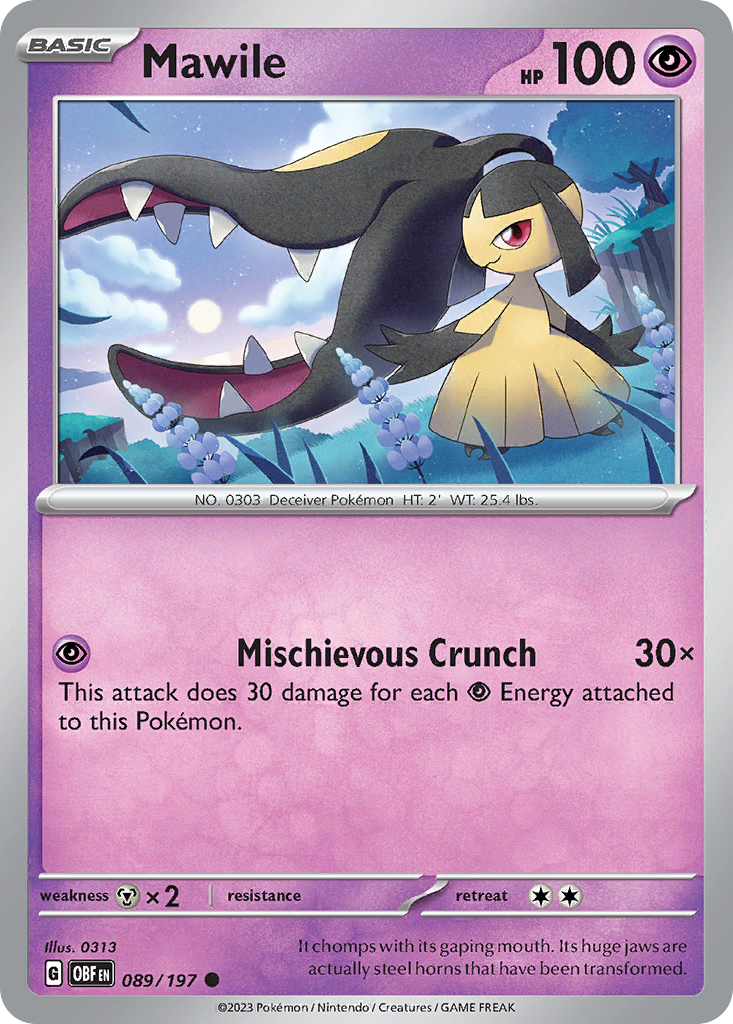 BASIC
Mawile
HP 100
NO. 0303 Deceiver Pokémon HT: 2' WT: 25.4 lbs.
Mischievous Crunch 30×
This attack does 30 damage for each Energy attached
to this Pokémon.
weakness ×2 resistance retreat
Illus. 0313
It chomps with its gaping mouth. Its huge jaws are
actually steel horns that have been transformed.
G OBF EN 089/197
©2023 Pokémon / Nintendo / Creatures / GAME FREAK